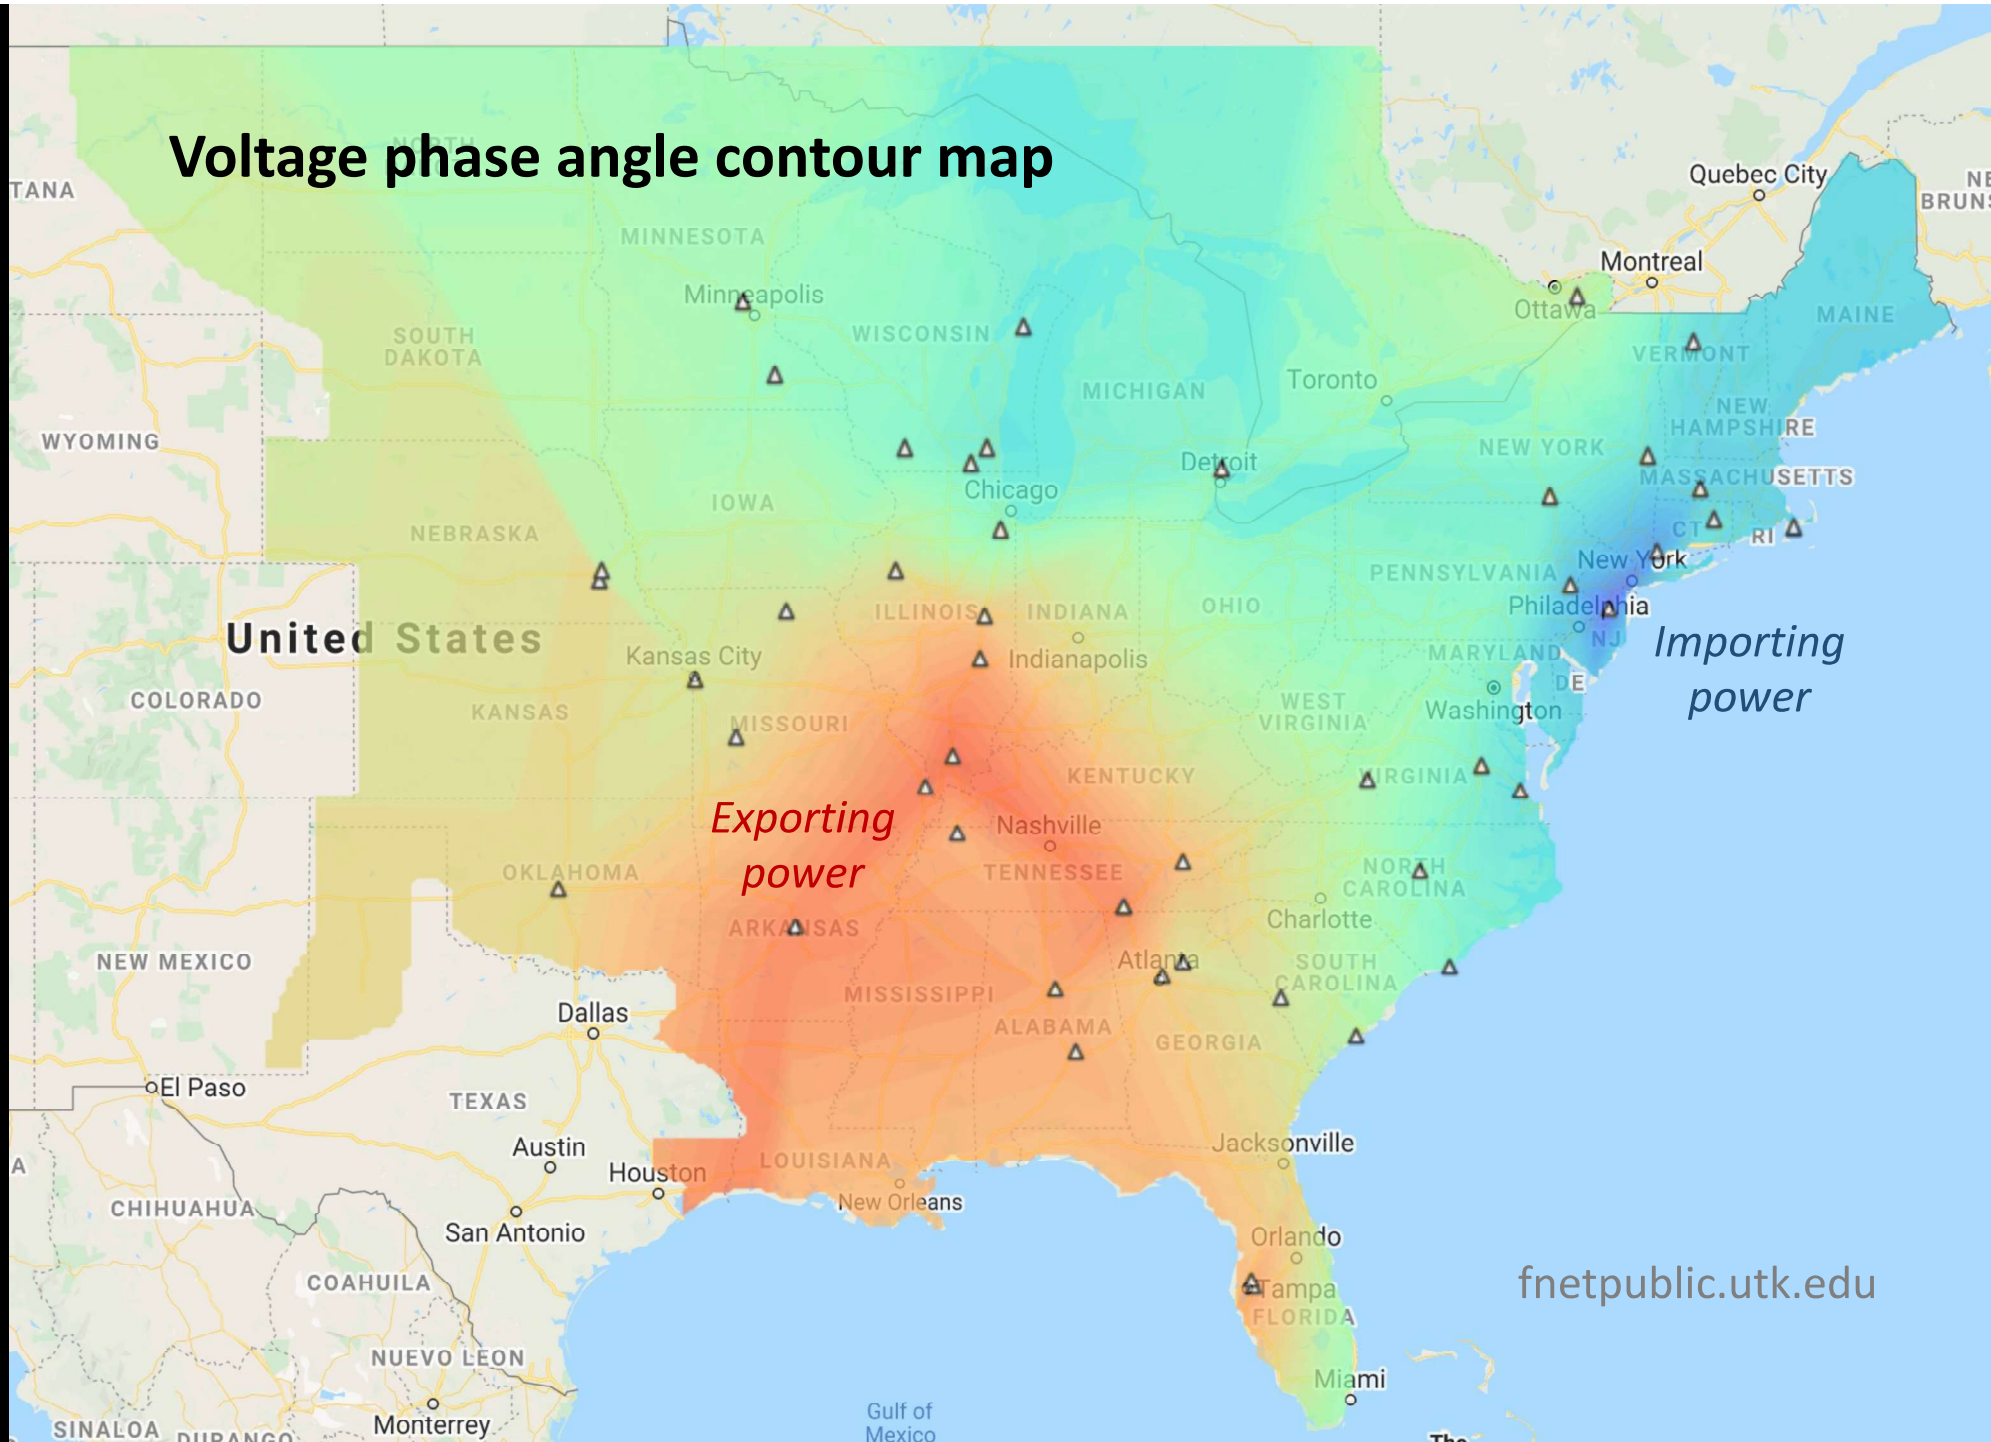 Voltage phase angle contour map
NORTH
TANA
Quebec City
NE
BRUNS
MINNESOTA
Montreal
Minneapolis
Ottawa
MAINE
WISCONSIN
SOUTH
DAKOTA
VERMONT
Toronto
MICHIGAN
NEW
HAMPSHIRE
WYOMING
NEW YORK
Detroit
MASSACHUSETTS
Chicago
IOWA
NEBRASKA
CT
RI
New York
PENNSYLVANIA
Philadelphia
ILLINOIS
INDIANA
OHIO
NJ
United States
Importing
power
Kansas City
Indianapolis
MARYLAND
DE
COLORADO
KANSAS
MISSOURI
WEST
VIRGINIA
Washington
KENTUCKY
VIRGINIA
Exporting
power
Nashville
OKLAHOMA
TENNESSEE
NORTH
CAROLINA
Charlotte
ARKANSAS
NEW MEXICO
Atlanta
SOUTH
CAROLINA
MISSISSIPPI
Dallas
ALABAMA
GEORGIA
El Paso
TEXAS
Austin
Jacksonville
A
LOUISIANA
Houston
CHIHUAHUA
New Orleans
San Antonio
Orlando
COAHUILA
Tampa
fnetpublic.utk.edu
FLORIDA
NUEVO LEON
Miami
Gulf of
Mexico
Monterrey
SINALOA
DURANGO
The